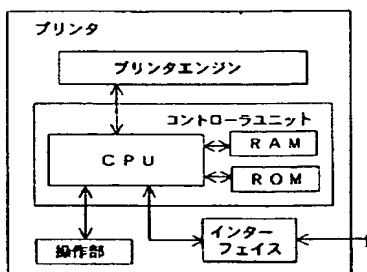 プリンタ
プリンタエンジン
コントローラユニット
CPU
RAM
ROM
操作部
インター
フェイス